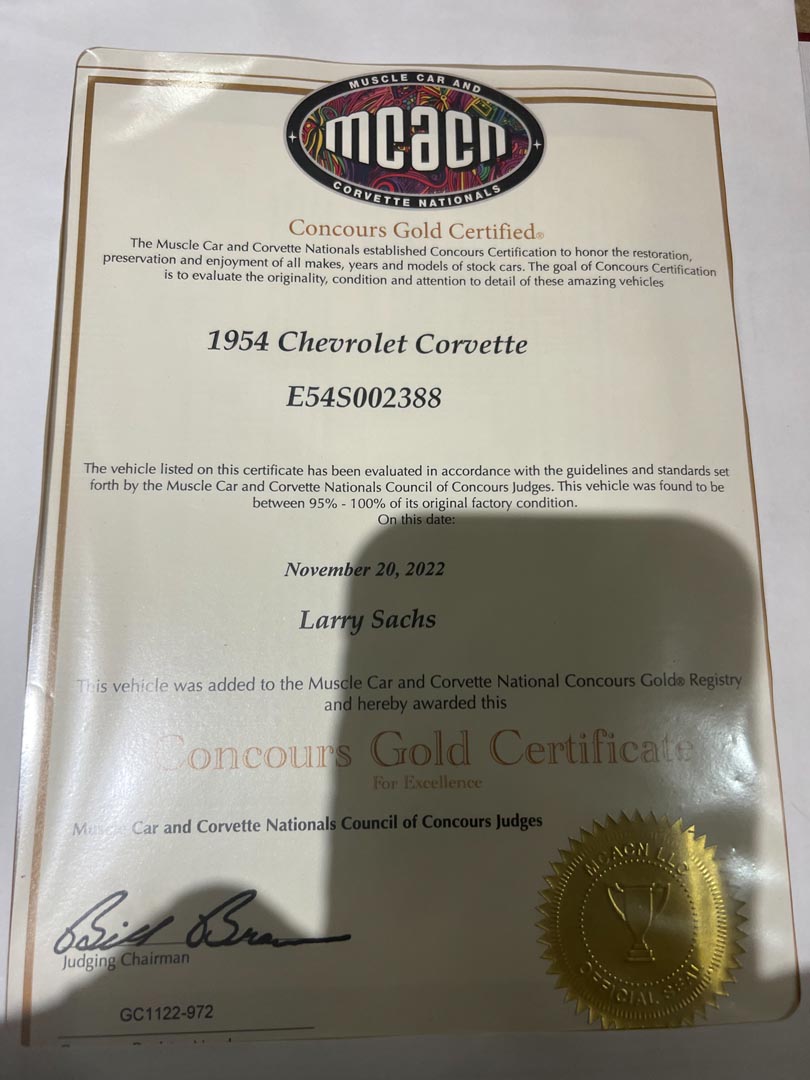 MUSCLE CAR AND
mcacn
CORVETTE NATIONALS
Concours Gold Certified®
The Muscle Car and Corvette Nationals established Concours Certification to honor the restoration,
preservation and enjoyment of all makes, years and models of stock cars. The goal of Concours Certification
is to evaluate the originality, condition and attention to detail of these amazing vehicles
1954 Chevrolet Corvette
E54S002388
The vehicle listed on this certificate has been evaluated in accordance with the guidelines and standards set
forth by the Muscle Car and Corvette Nationals Council of Concours Judges. This vehicle was found to be
between 95% - 100% of its original factory condition.
On this date:
November 20, 2022
Larry Sachs
This vehicle was added to the Muscle Car and Corvette National Concours Gold® Registry
and hereby awarded this
Concours Gold Certificate
For Excellence
Muscle Car and Corvette Nationals Council of Concours Judges
Bill
Judging Chairman
GC1122-972
MCACN LLC
OFFICIAL SEAL